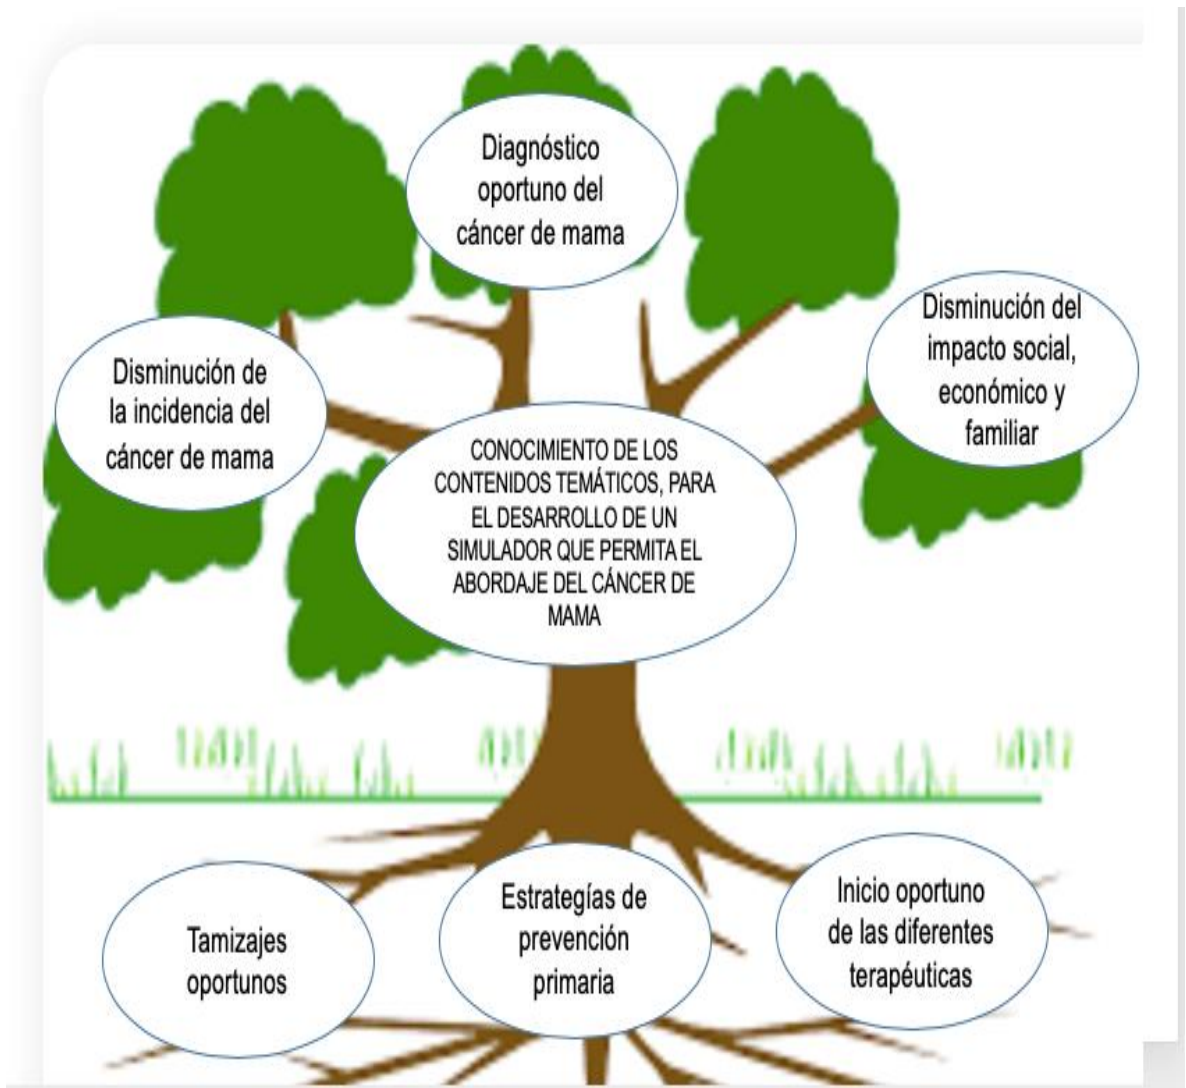 Diagnóstico
oportuno del
cáncer de mama
Disminución del
impacto social,
económico y
familiar
Disminución de
la incidencia del
cáncer de mama
CONOCIMIENTO DE LOS
CONTENIDOS TEMÁTICOS, PARA
EL DESARROLLO DE UN
SIMULADOR QUE PERMITA EL
ABORDAJE DEL CÁNCER DE
MAMA
Tamizajes
oportunos
Estrategías de
prevención
primaria
Inicio oportuno
de las diferentes
terapéuticas